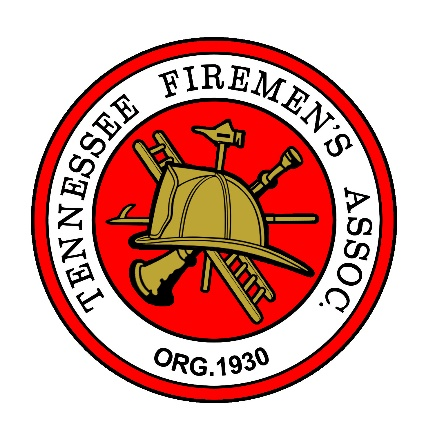 TENNESSEE FIREMEN'S ASSOC.
ORG.1930